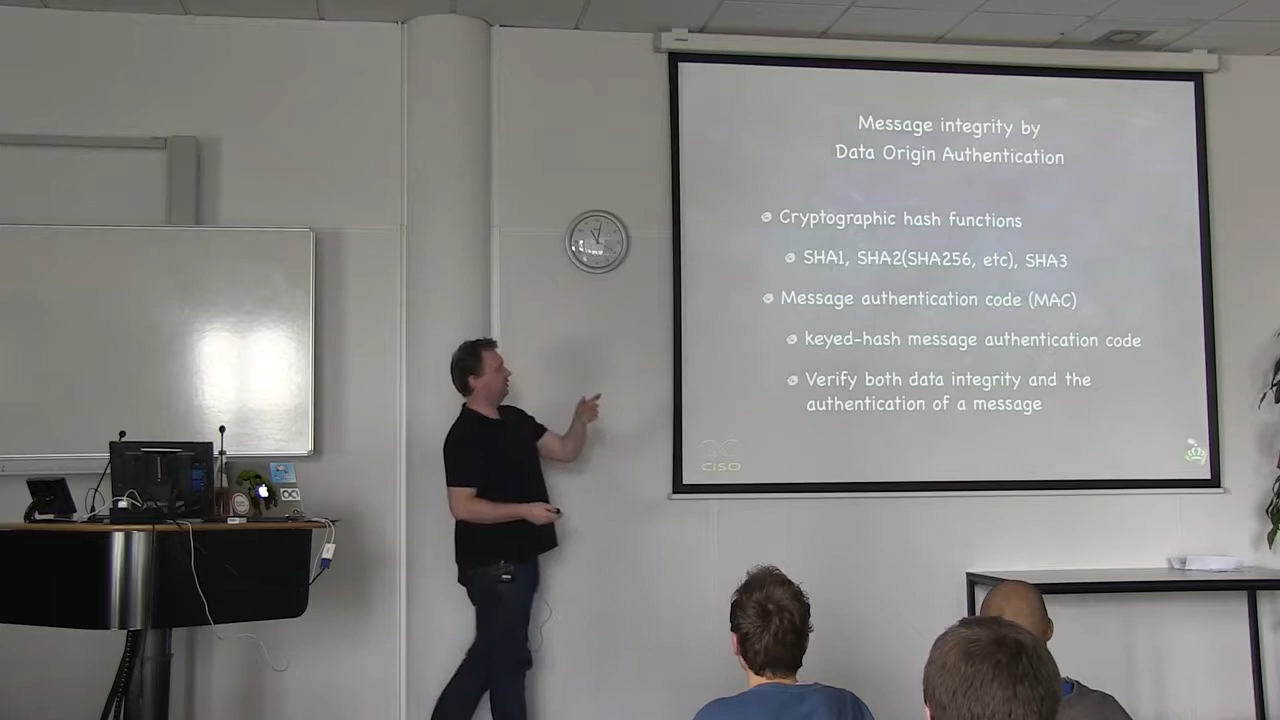 Message integrity by
Data Origin Authentication
Cryptographic hash functions
SHA1, SHA2(SHA256, etc), SHA3
Message authentication code (MAC)
keyed-hash message authentication code
Verify both data integrity and the
authentication of a message
CISO